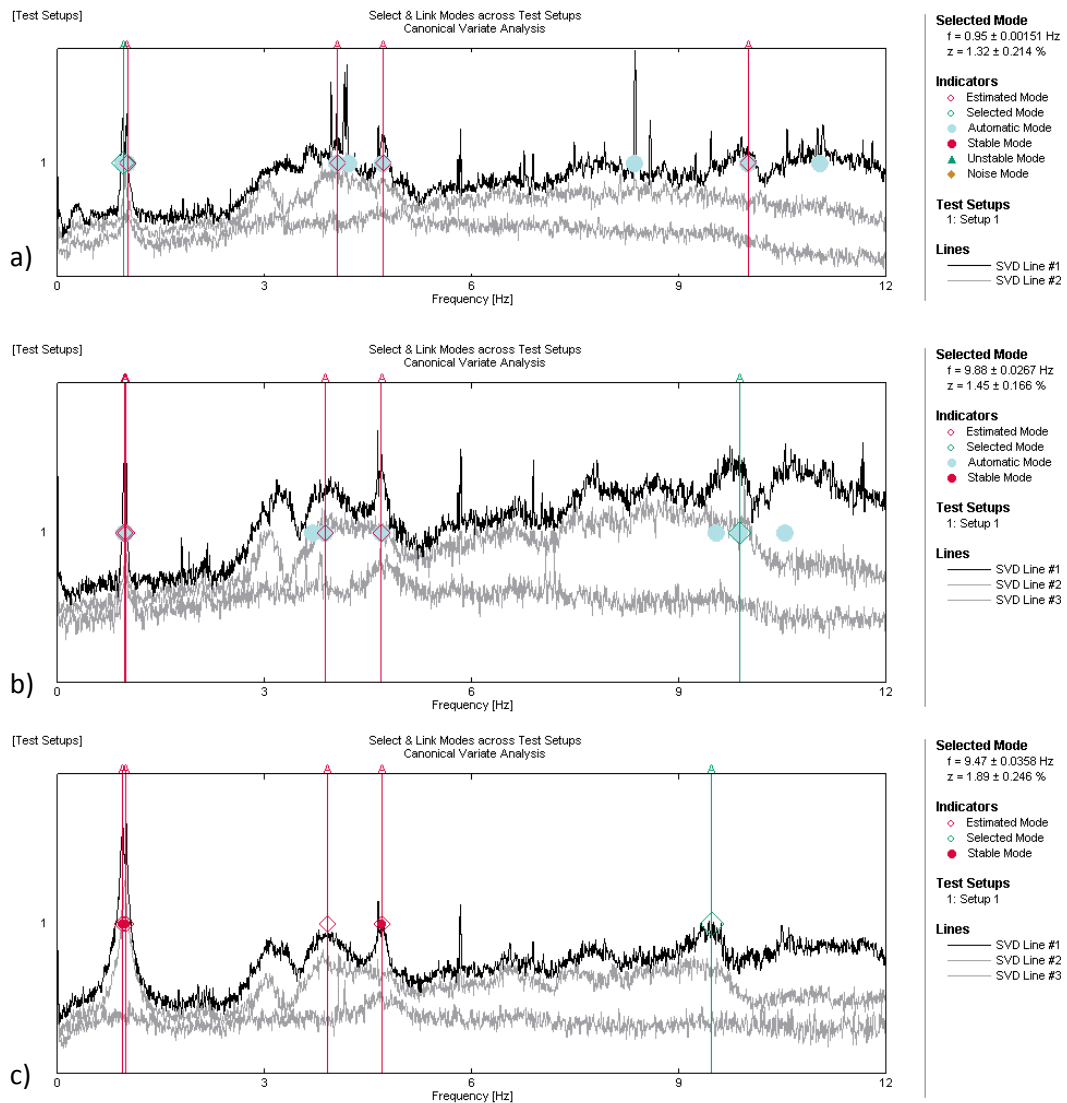 [Test Setups]
Select & Link Modes across Test Setups
Canonical Variate Analysis
1
a)
0
3
6
9
12
Frequency [Hz]
Selected Mode
f = 0.95 ± 0.00151 Hz
z = 1.32 ± 0.214 %
Indicators
Estimated Mode
Selected Mode
Automatic Mode
Stable Mode
Unstable Mode
Noise Mode
Test Setups
1: Setup 1
Lines
SVD Line #1
SVD Line #2
[Test Setups]
Select & Link Modes across Test Setups
Canonical Variate Analysis
1
b)
0
3
6
9
12
Frequency [Hz]
Selected Mode
f = 9.88 ± 0.0267 Hz
z = 1.45 ± 0.166 %
Indicators
Estimated Mode
Selected Mode
Automatic Mode
Stable Mode
Test Setups
1: Setup 1
Lines
SVD Line #1
SVD Line #2
SVD Line #3
[Test Setups]
Select & Link Modes across Test Setups
Canonical Variate Analysis
1
c)
0
3
6
9
12
Frequency [Hz]
Selected Mode
f = 9.47 ± 0.0358 Hz
z = 1.89 ± 0.246 %
Indicators
Estimated Mode
Selected Mode
Stable Mode
Test Setups
1: Setup 1
Lines
SVD Line #1
SVD Line #2
SVD Line #3